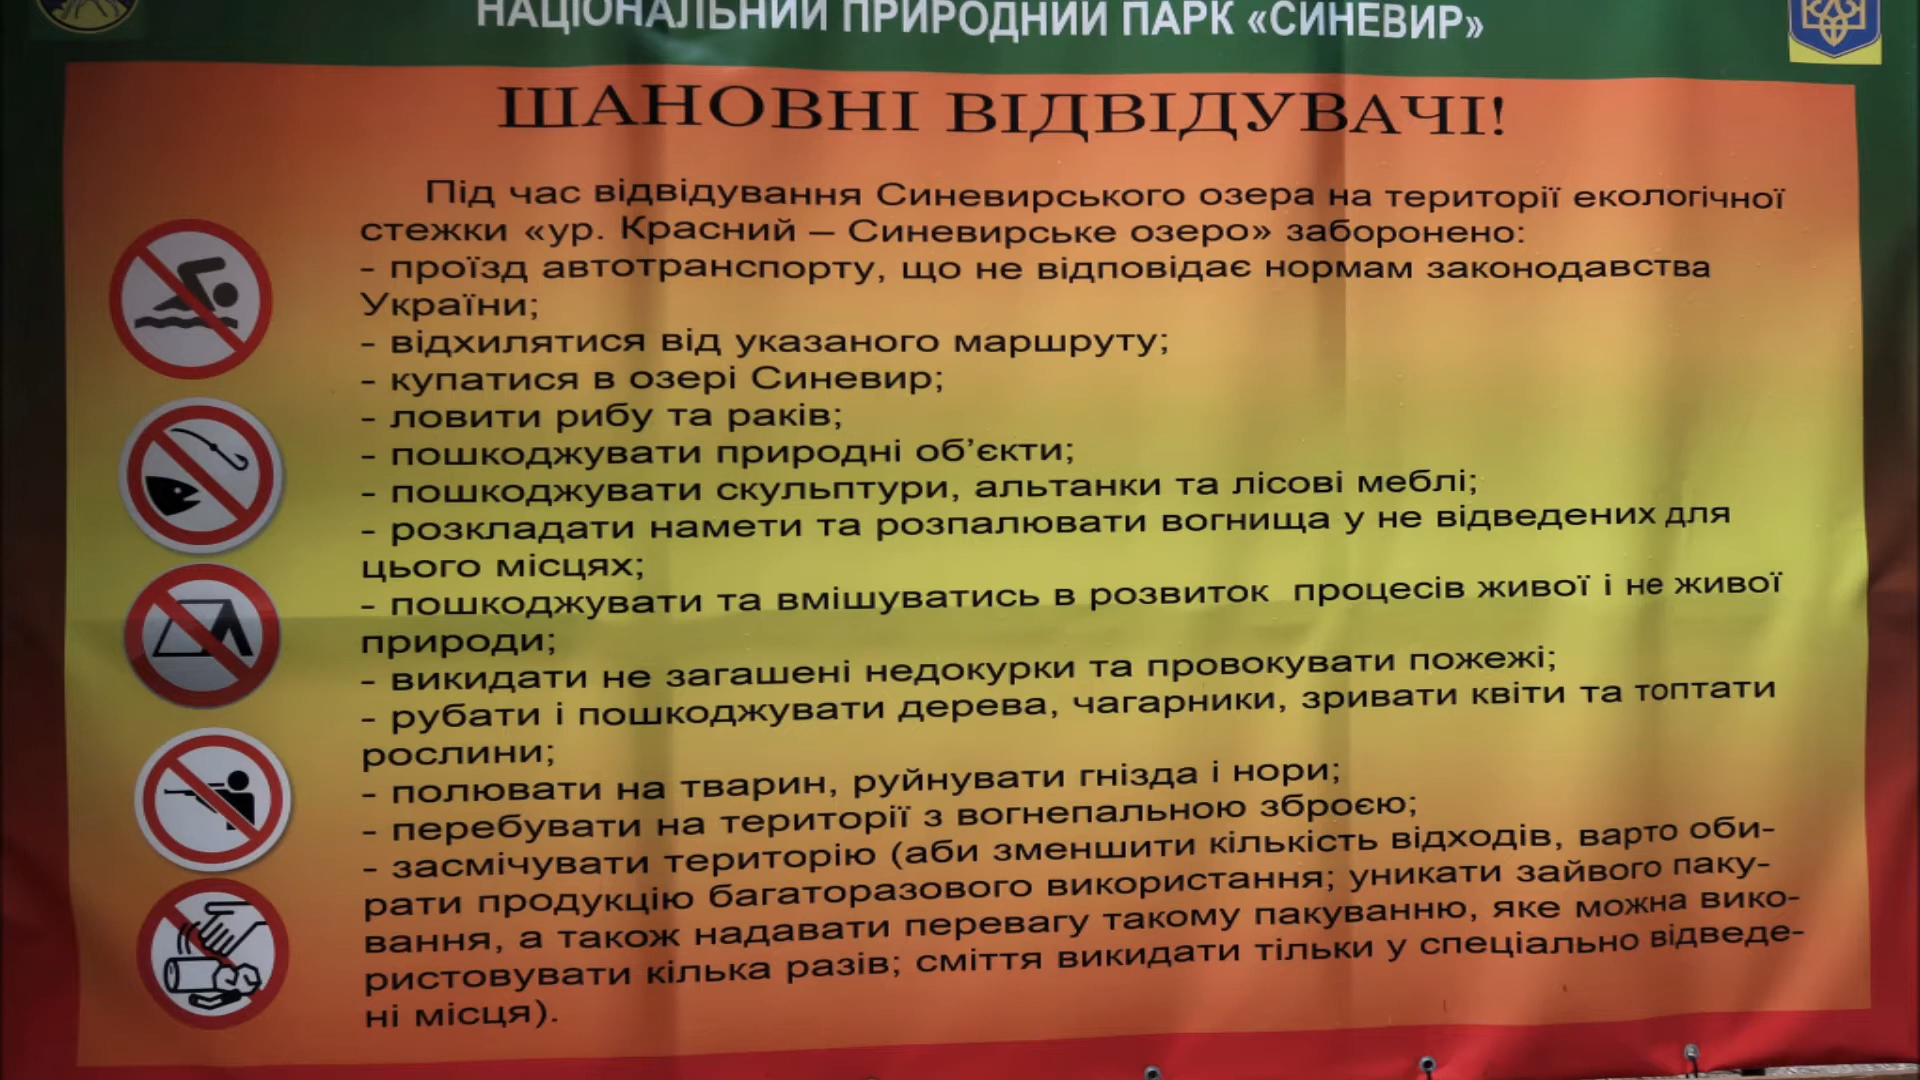 НАЦІОНАЛЬНИЙ ПРИРОДНИЙ ПАРК «СИНЕВИР»
ШАНОВНІ ВІДВІДУВАЧІ!
Під час відвідування Синевирського озера на території екологічної
стежки «ур. Красний – Синевирське озеро» заборонено:
- проїзд автотранспорту, що не відповідає нормам законодавства
України;
- відхилятися від указаного маршруту;
- купатися в озері Синевир;
- ловити рибу та раків;
- пошкоджувати природні об’єкти;
- пошкоджувати скульптури, альтанки та лісові меблі;
- розкладати намети та розпалювати вогнища у не відведених для
цього місцях;
- пошкоджувати та вмішуватись в розвиток процесів живої і не живої
природи;
- викидати не загашені недокурки та провокувати пожежі;
- рубати і пошкоджувати дерева, чагарники, зривати квіти та топтати
рослини;
- полювати на тварин, руйнувати гнізда і нори;
- перебувати на території з вогнепальною зброєю;
- засмічувати територію (аби зменшити кількість відходів, варто оби-
рати продукцію багаторазового використання; уникати зайвого паку-
вання, а також надавати перевагу такому пакуванню, яке можна вико-
ристовувати кілька разів; сміття викидати тільки у спеціально відведе-
ні місця).